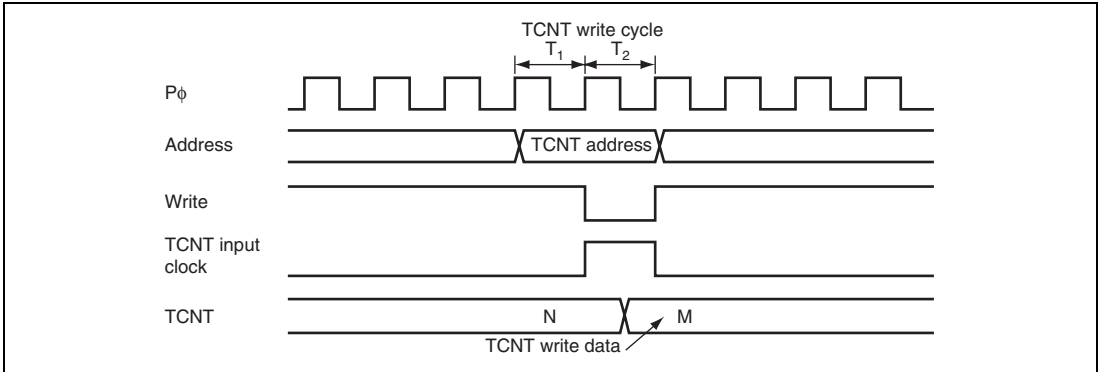 TCNT write cycle
T1 T2
Pϕ
Address
TCNT address
Write
TCNT input
clock
TCNT
N
M
TCNT write data